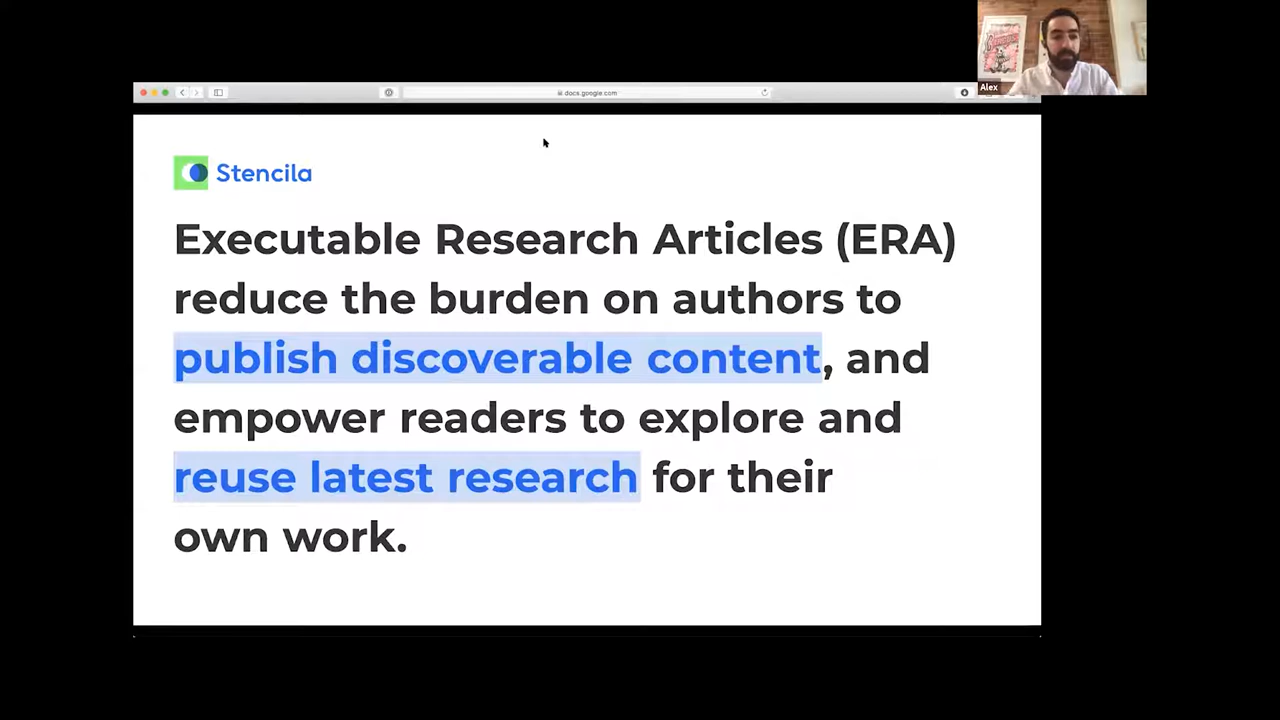 Alex
docs.google.com
Stencila
Executable Research Articles (ERA)
reduce the burden on authors to
publish discoverable content, and
empower readers to explore and
reuse latest research for their
own work.